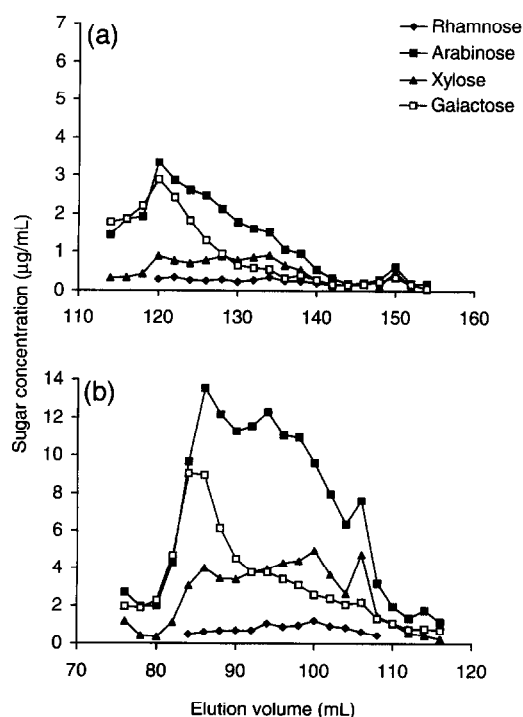 (a)
Rhamnose
Arabinose
Xylose
Galactose
7
6
5
4
3
2
1
0
110 120 130 140 150 160
Sugar concentration (µg/mL)
(b)
14
12
10
8
6
4
2
0
70 80 90 100 110 120
Elution volume (mL)